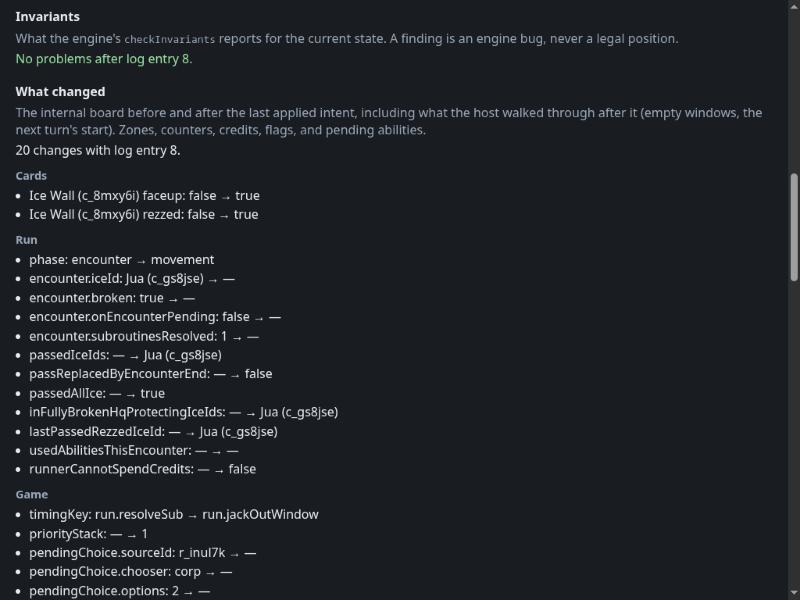 Invariants
What the engine's checkInvariants reports for the current state. A finding is an engine bug, never a legal position.
No problems after log entry 8.
What changed
The internal board before and after the last applied intent, including what the host walked through after it (empty windows, the
next turn's start). Zones, counters, credits, flags, and pending abilities.
20 changes with log entry 8.
Cards
• Ice Wall (c_8mxy6i) faceup: false → true
• Ice Wall (c_8mxy6i) rezzed: false → true
Run
• phase: encounter → movement
• encounter.iceId: Jua (c_gs8jse) → —
• encounter.broken: true → —
• encounter.onEncounterPending: false → —
• encounter.subroutinesResolved: 1 → —
• passedIceIds: — → Jua (c_gs8jse)
• passReplacedByEncounterEnd: — → false
• passedAllIce: — → true
• inFullyBrokenHqProtectingIceIds: — → Jua (c_gs8jse)
• lastPassedRezzedIceId: — → Jua (c_gs8jse)
• usedAbilitiesThisEncounter: — → —
• runnerCannotSpendCredits: — → false
Game
• timingKey: run.resolveSub → run.jackOutWindow
• priorityStack: — → 1
• pendingChoice.sourceId: r_inul7k → —
• pendingChoice.chooser: corp → —
• pendingChoice.options: 2 → —